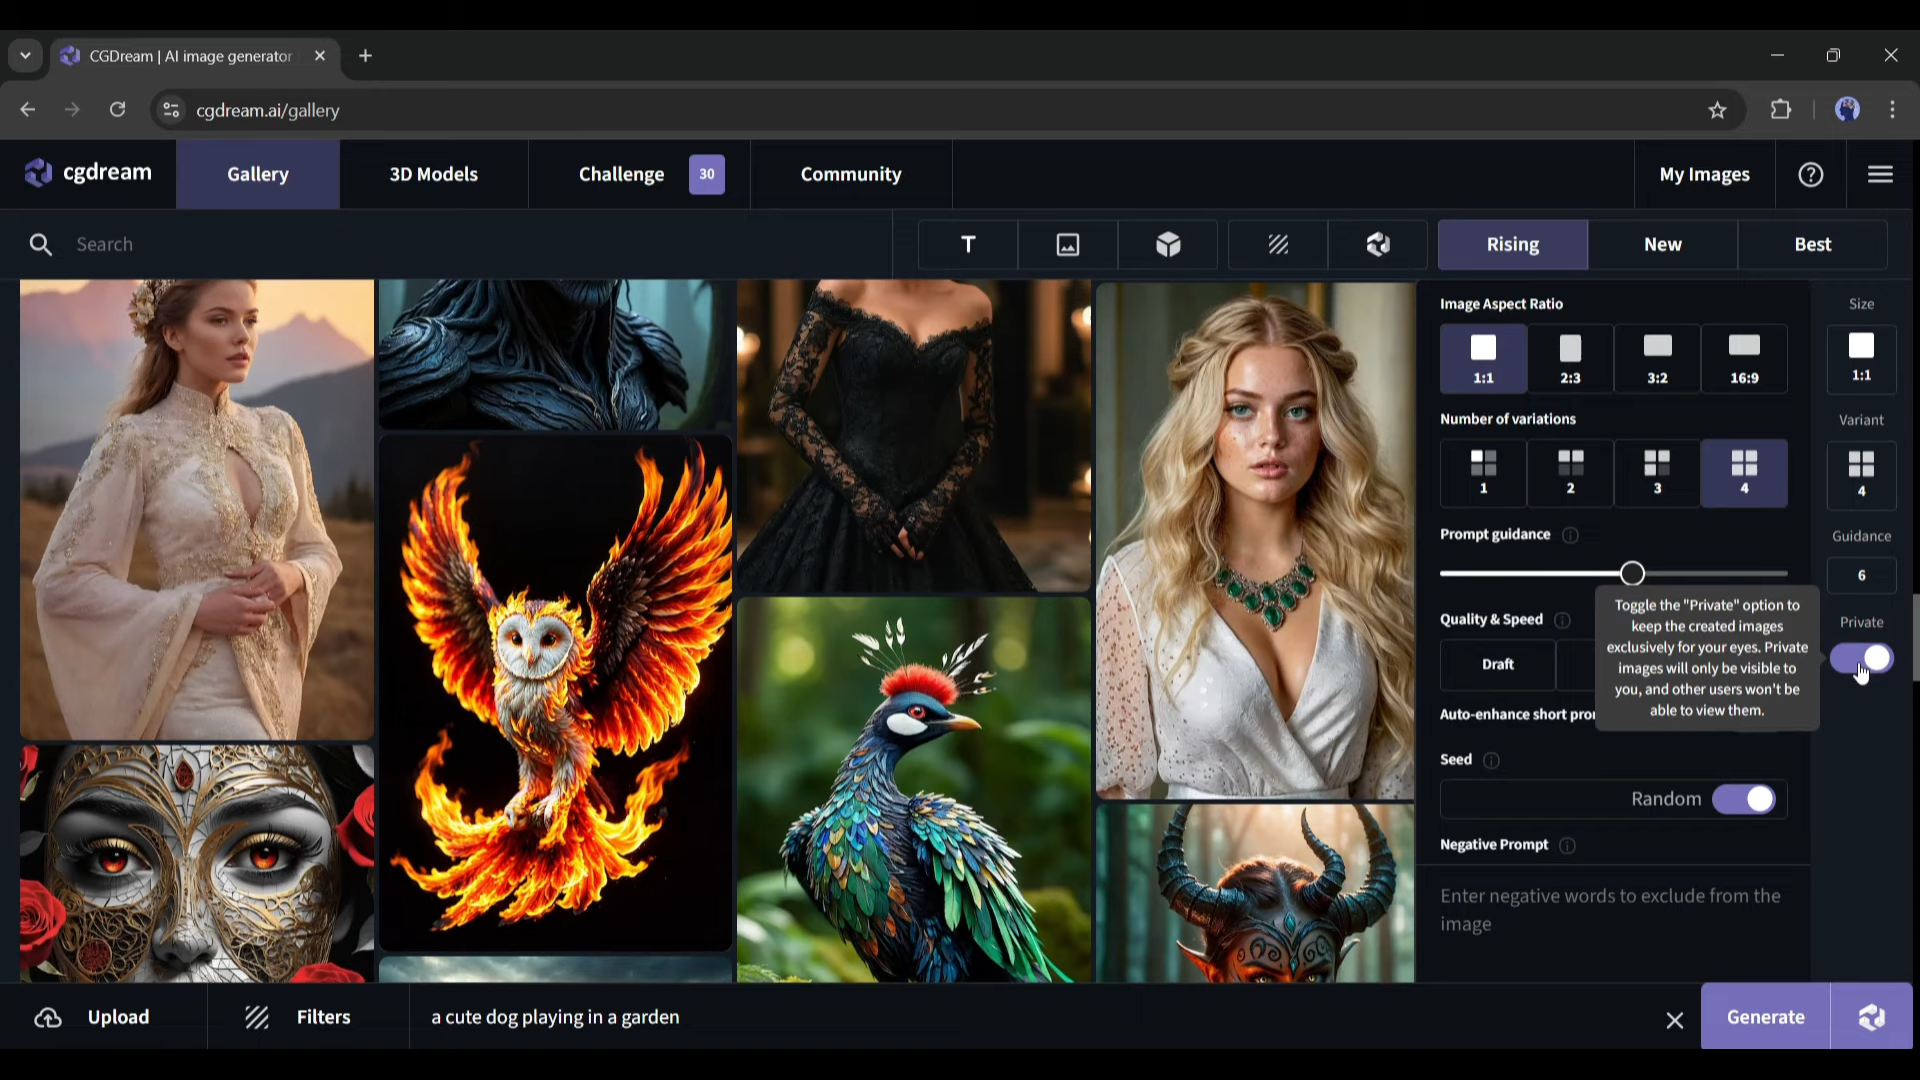 CGDream | AI image generator
cgdream.ai/gallery
cgdream
Gallery
3D Models
Challenge 30
Community
My Images
Search
T
Rising
New
Best
Image Aspect Ratio
1:1 2:3 3:2 16:9
Number of variations
1 2 3 4
Prompt guidance
Quality & Speed
Draft
Toggle the "Private" option to
keep the created images
exclusively for your eyes. Private
images will only be visible to
you, and other users won't be
able to view them.
Auto-enhance short
Seed
Random
Negative Prompt
Enter negative words to exclude from the
image
Size
1:1
Variant
4
Guidance
6
Private
Upload
Filters
a cute dog playing in a garden
Generate